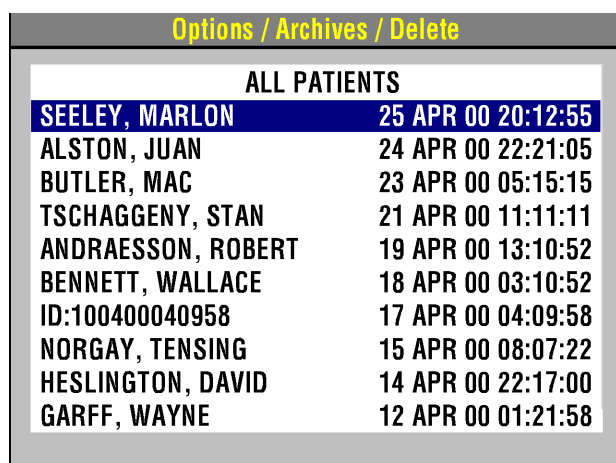 Options / Archives / Delete
ALL PATIENTS
SEELEY, MARLON 25 APR 00 20:12:55
ALSTON, JUAN 24 APR 00 22:21:05
BUTLER, MAC 23 APR 00 05:15:15
TSCHAGGENY, STAN 21 APR 00 11:11:11
ANDRAESSON, ROBERT 19 APR 00 13:10:52
BENNETT, WALLACE 18 APR 00 03:10:52
ID:100400040958 17 APR 00 04:09:58
NORGAY, TENSING 15 APR 00 08:07:22
HESLINGTON, DAVID 14 APR 00 22:17:00
GARFF, WAYNE 12 APR 00 01:21:58